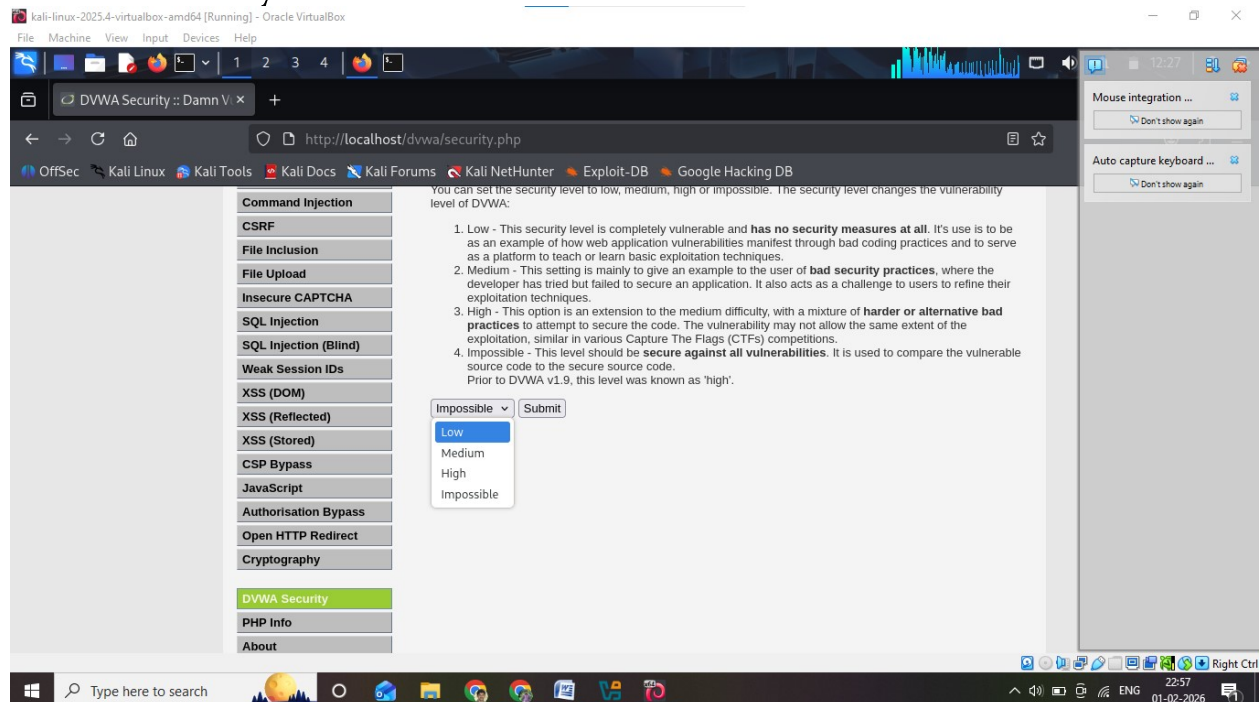 kali-linux-2025.4-virtualbox-amd64 [Running] - Oracle VirtualBox
File Machine View Input Devices Help
1 2 3 4
12:27
DVWA Security :: Damn V
Mouse integration ...
Don't show again
http://localhost/dvwa/security.php
Auto capture keyboard ...
Don't show again
OffSec Kali Linux Kali Tools Kali Docs Kali Forums Kali NetHunter Exploit-DB Google Hacking DB
Command Injection
CSRF
File Inclusion
File Upload
Insecure CAPTCHA
SQL Injection
SQL Injection (Blind)
Weak Session IDs
XSS (DOM)
XSS (Reflected)
XSS (Stored)
CSP Bypass
JavaScript
Authorisation Bypass
Open HTTP Redirect
Cryptography
DVWA Security
PHP Info
About
You can set the security level to low, medium, high or impossible. The security level changes the vulnerability
level of DVWA:
1. Low - This security level is completely vulnerable and has no security measures at all. It's use is to be
as an example of how web application vulnerabilities manifest through bad coding practices and to serve
as a platform to teach or learn basic exploitation techniques.
2. Medium - This setting is mainly to give an example to the user of bad security practices, where the
developer has tried but failed to secure an application. It also acts as a challenge to users to refine their
exploitation techniques.
3. High - This option is an extension to the medium difficulty, with a mixture of harder or alternative bad
practices to attempt to secure the code. The vulnerability may not allow the same extent of the
exploitation, similar in various Capture The Flags (CTFs) competitions.
4. Impossible - This level should be secure against all vulnerabilities. It is used to compare the vulnerable
source code to the secure source code.
Prior to DVWA v1.9, this level was known as 'high'.
Impossible Submit
Low
Medium
High
Impossible
Right Ctrl
Type here to search
ENG
22:57
01-02-2026